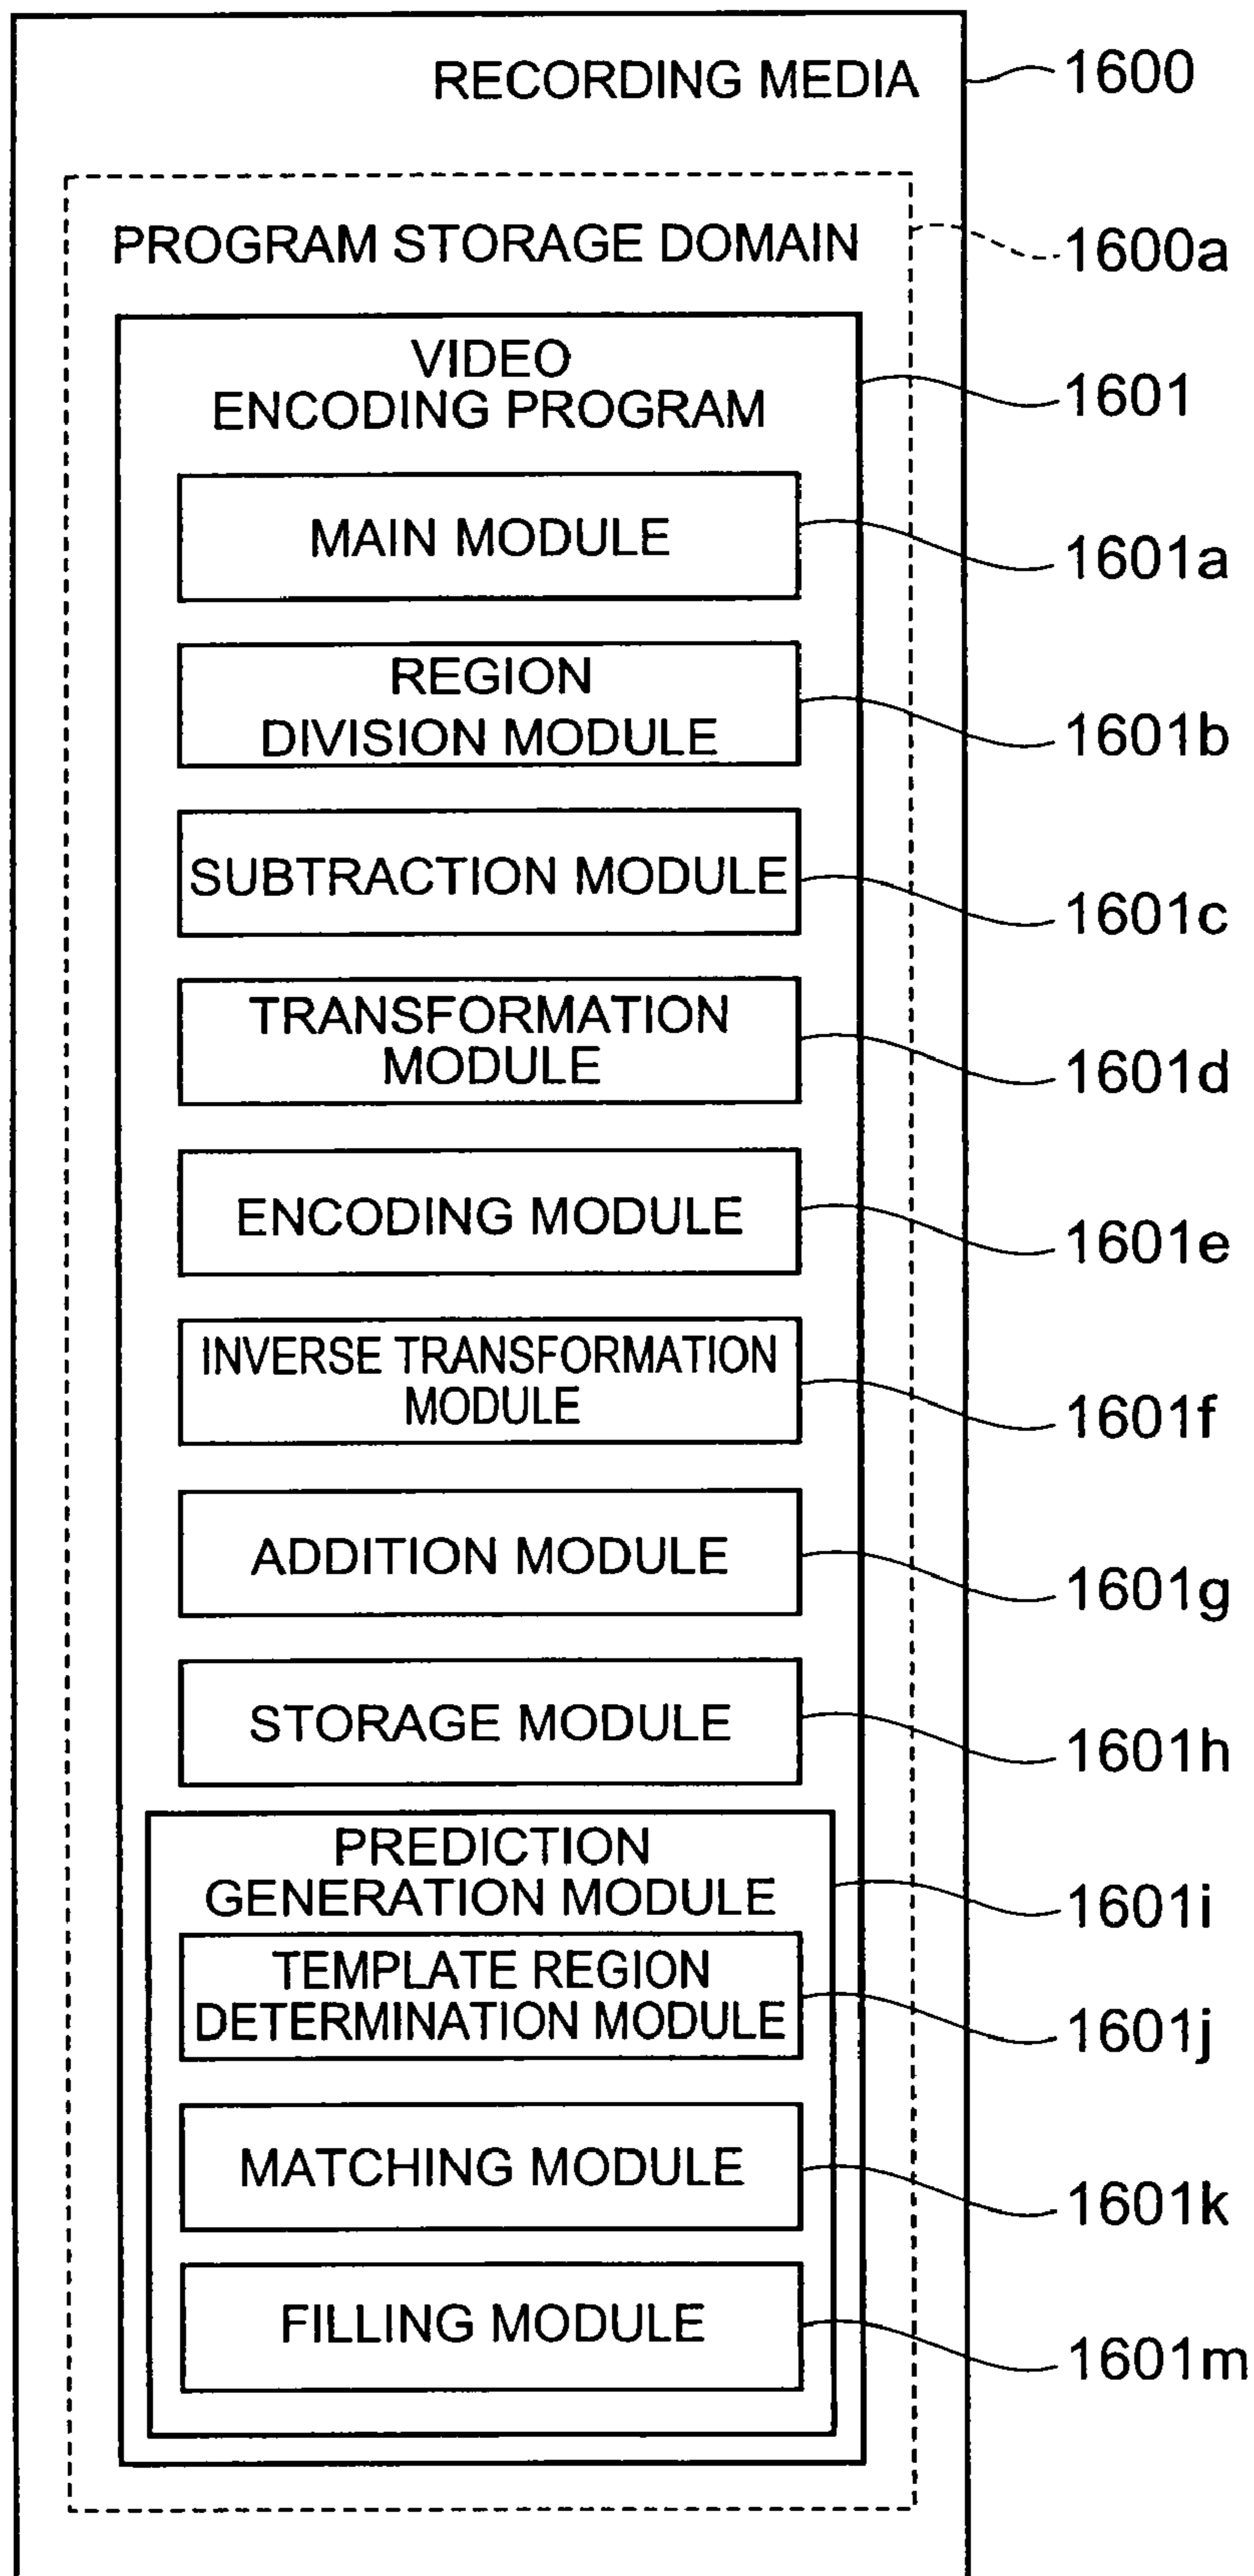 RECORDING MEDIA
1600
PROGRAM STORAGE DOMAIN
1600a
VIDEO
ENCODING PROGRAM
1601
MAIN MODULE
1601a
REGION
DIVISION MODULE
1601b
SUBTRACTION MODULE
1601c
TRANSFORMATION
MODULE
1601d
ENCODING MODULE
1601e
INVERSE TRANSFORMATION
MODULE
1601f
ADDITION MODULE
1601g
STORAGE MODULE
1601h
PREDICTION
GENERATION MODULE
1601i
TEMPLATE REGION
DETERMINATION MODULE
1601j
MATCHING MODULE
1601k
FILLING MODULE
1601m